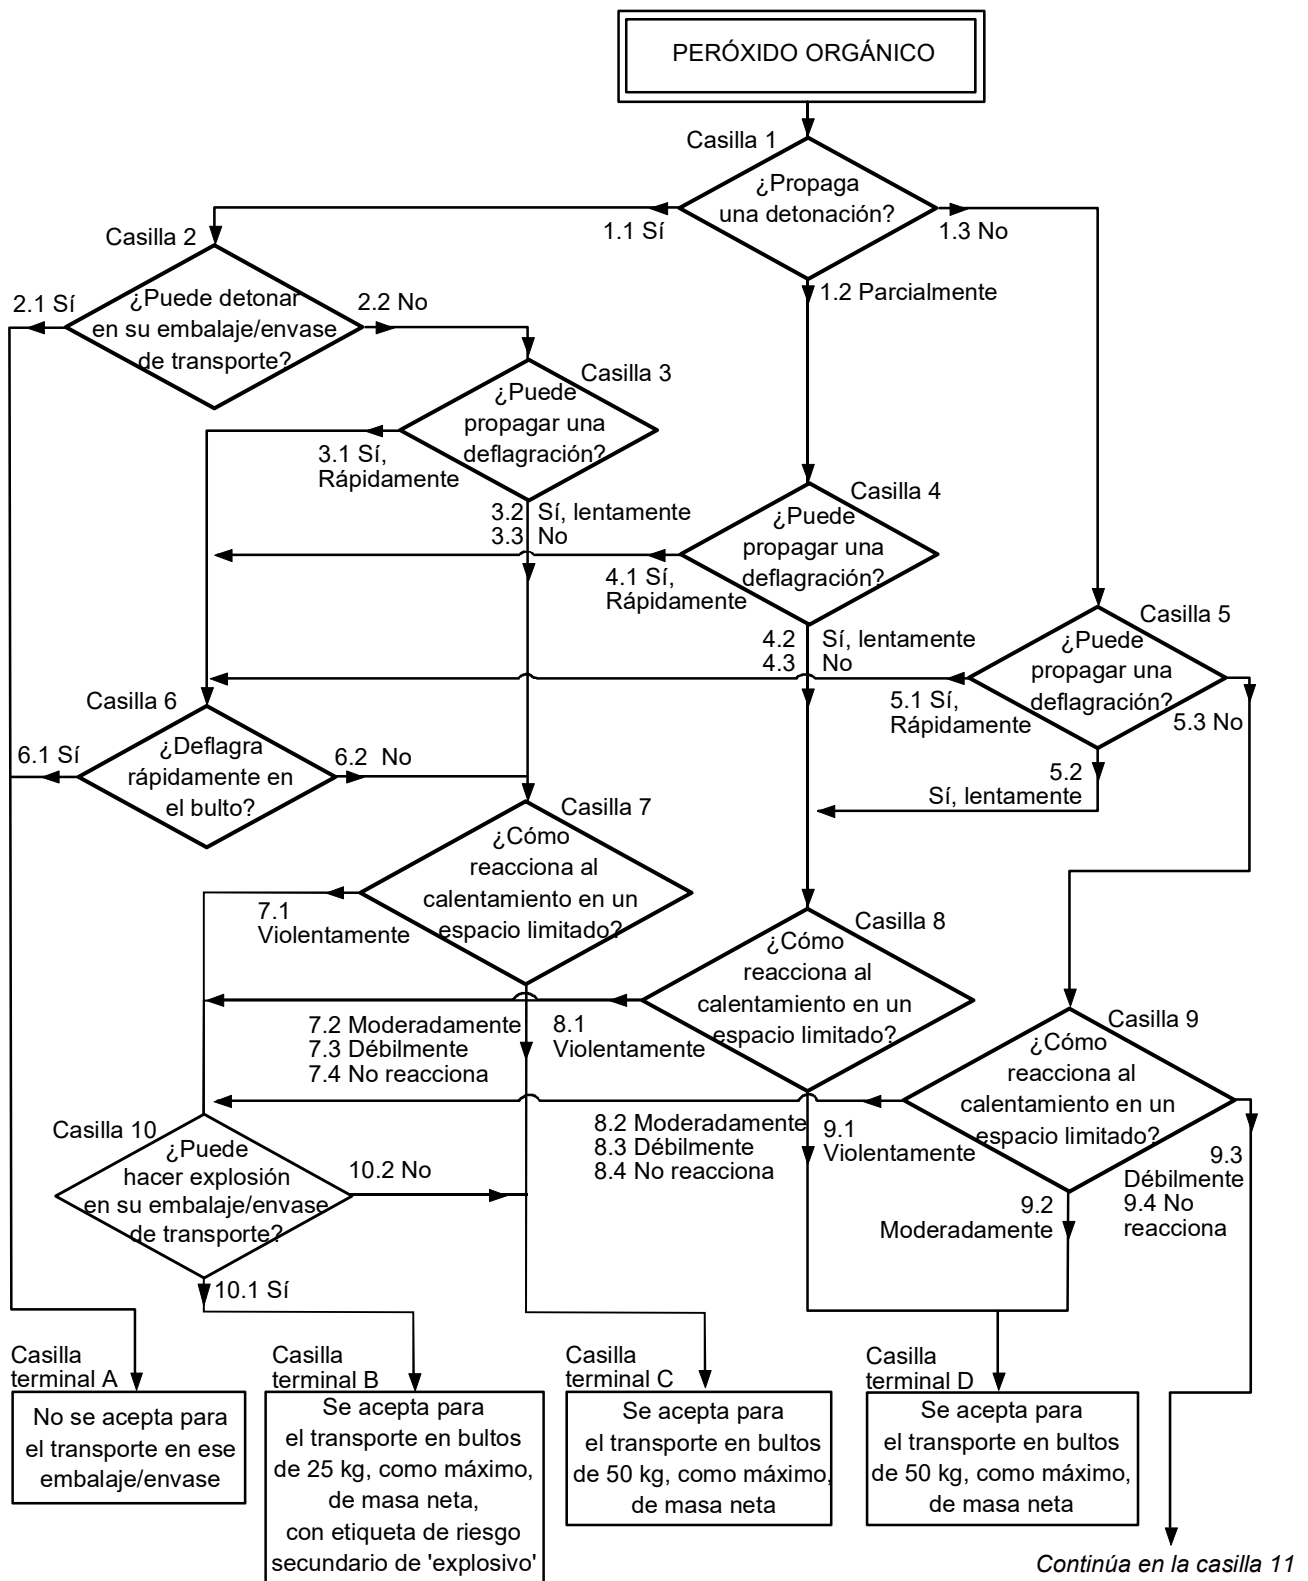 PERÓXIDO ORGÁNICO
Casilla 1
¿Propaga
una detonación?
1.1 Sí
1.3 No
1.2 Parcialmente
Casilla 2
¿Puede detonar
en su embalaje/envase
de transporte?
2.1 Sí
2.2 No
Casilla 3
¿Puede
propagar una
deflagración?
3.1 Sí,
Rápidamente
3.2 Sí, lentamente
3.3 No
Casilla 4
¿Puede
propagar una
deflagración?
4.1 Sí,
Rápidamente
4.2 Sí, lentamente
4.3 No
Casilla 5
¿Puede
propagar una
deflagración?
5.1 Sí,
Rápidamente
5.3 No
5.2
Sí, lentamente
Casilla 6
¿Deflagra
rápidamente en
el bulto?
6.1 Sí
6.2 No
Casilla 7
¿Cómo
reacciona al
calentamiento en un
espacio limitado?
7.1
Violentamente
7.2 Moderadamente
7.3 Débilmente
7.4 No reacciona
Casilla 8
¿Cómo
reacciona al
calentamiento en un
espacio limitado?
8.1
Violentamente
8.2 Moderadamente
8.3 Débilmente
8.4 No reacciona
Casilla 9
¿Cómo
reacciona al
calentamiento en un
espacio limitado?
9.1
Violentamente
9.2
Moderadamente
9.3
Débilmente
9.4 No
reacciona
Casilla 10
¿Puede
hacer explosión
en su embalaje/envase
de transporte?
10.2 No
10.1 Sí
Casilla
terminal A
No se acepta para
el transporte en ese
embalaje/envase
Casilla
terminal B
Se acepta para
el transporte en bultos
de 25 kg, como máximo,
de masa neta,
con etiqueta de riesgo
secundario de 'explosivo'
Casilla
terminal C
Se acepta para
el transporte en bultos
de 50 kg, como máximo,
de masa neta
Casilla
terminal D
Se acepta para
el transporte en bultos
de 50 kg, como máximo,
de masa neta
Continúa en la casilla 11